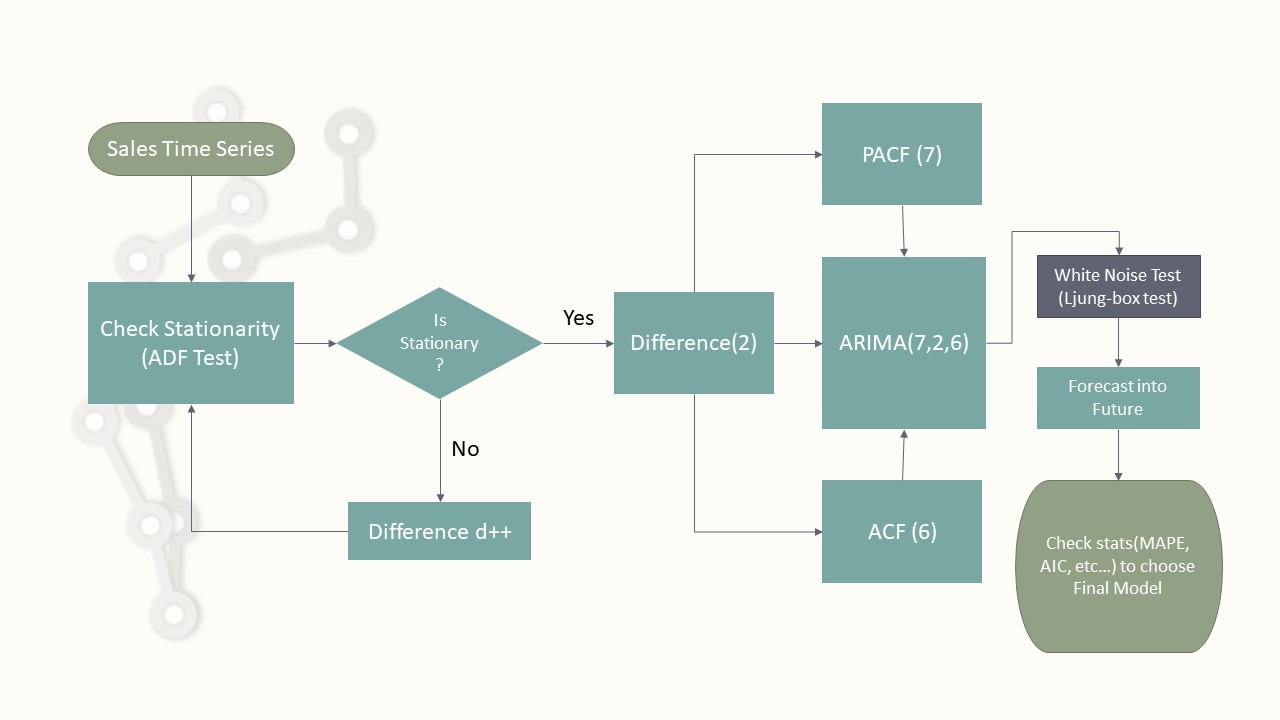 Sales Time Series
Check Stationarity
(ADF Test)
Is
Stationary
?
Yes
No
Difference d++
Difference(2)
PACF (7)
ARIMA(7,2,6)
ACF (6)
White Noise Test
(Ljung-box test)
Forecast into
Future
Check stats(MAPE,
AIC, etc...) to choose
Final Model